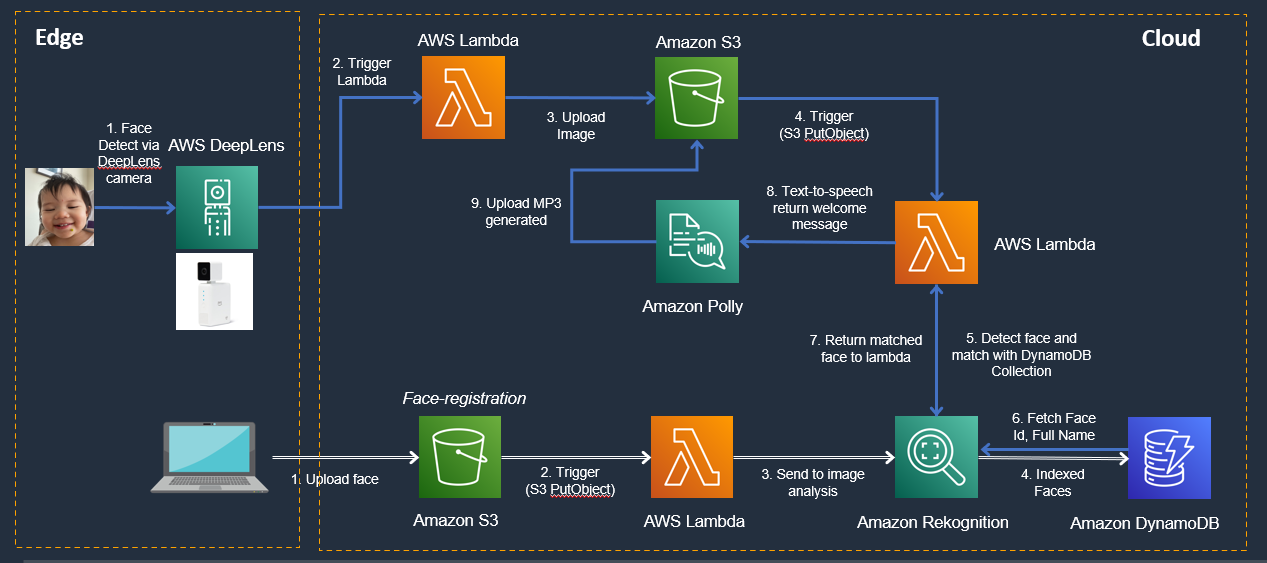 Edge
Cloud
AWS Lambda
Amazon S3
2. Trigger
Lambda
3. Upload
Image
4. Trigger
(S3 PutObject)
1. Face
Detect via
DeepLens
camera
AWS DeepLens
9. Upload MP3
generated
8. Text-to-speech
return welcome
message
AWS Lambda
Amazon Polly
7. Return matched
face to lambda
5. Detect face and
match with DynamoDB
Collection
Face-registration
6. Fetch Face
Id, Full Name
1. Upload face
2. Trigger
(S3 PutObject)
3. Send to image
analysis
4. Indexed
Faces
Amazon S3
AWS Lambda
Amazon Rekognition
Amazon DynamoDB